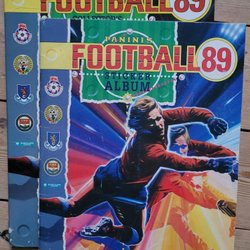 FOOTBALL 89
PANINI'S
FOOTBALL 89
STICKER
ALBUM